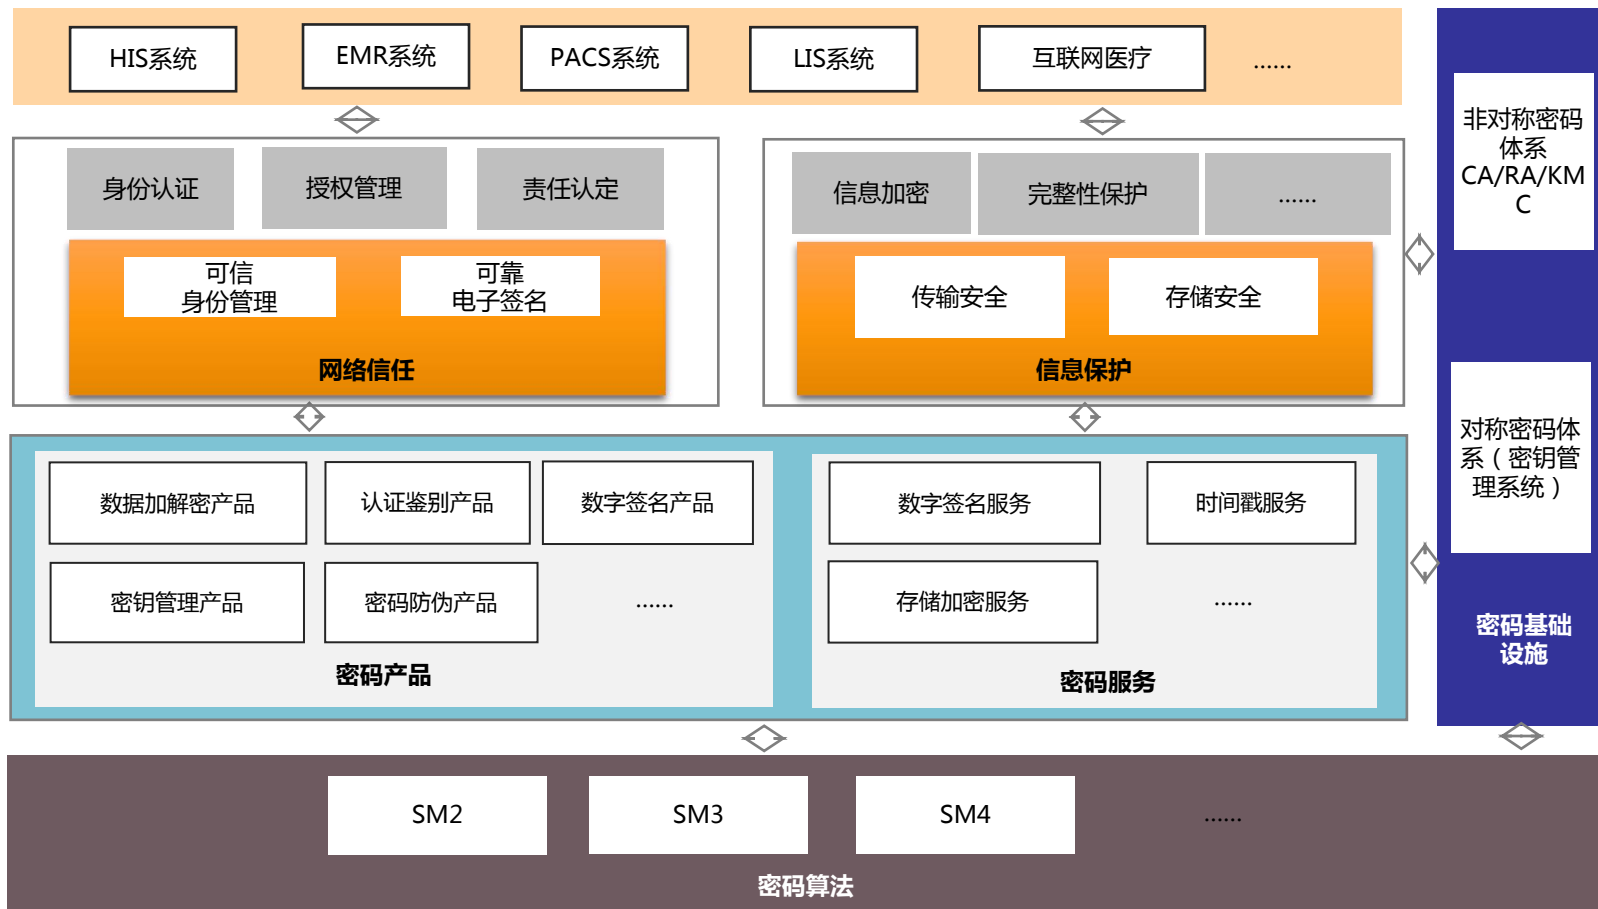 HIS系统
EMR系统
PACS系统
LIS系统
互联网医疗
......
身份认证
授权管理
责任认定
可信
身份管理
可靠
电子签名
网络信任
信息加密
完整性保护
......
传输安全
存储安全
信息保护
数据加解密产品
认证鉴别产品
数字签名产品
密钥管理产品
密码防伪产品
......
密码产品
数字签名服务
时间戳服务
存储加密服务
......
密码服务
非对称密码
体系
CA/RA/KM
C
对称密码体
系（密钥管
理系统）
密码基础
设施
SM2
SM3
SM4
......
密码算法